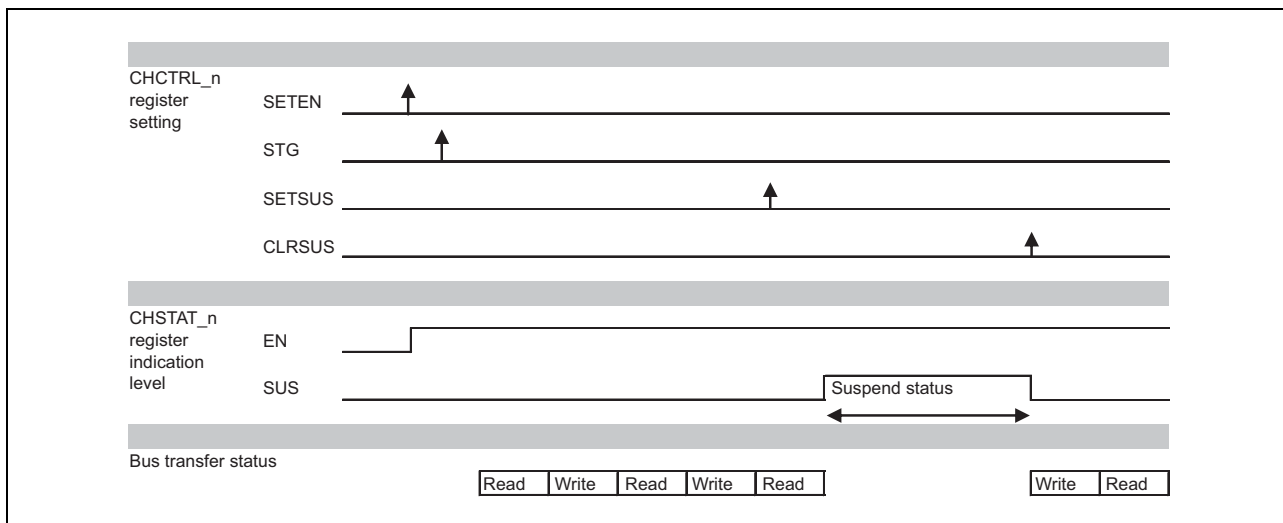 CHCTRL_n
register
setting
SETEN
STG
SETSUS
CLRSUS
CHSTAT_n
register
indication
level
EN
SUS
Suspend status
Bus transfer status
Read Write Read Write Read Write Read